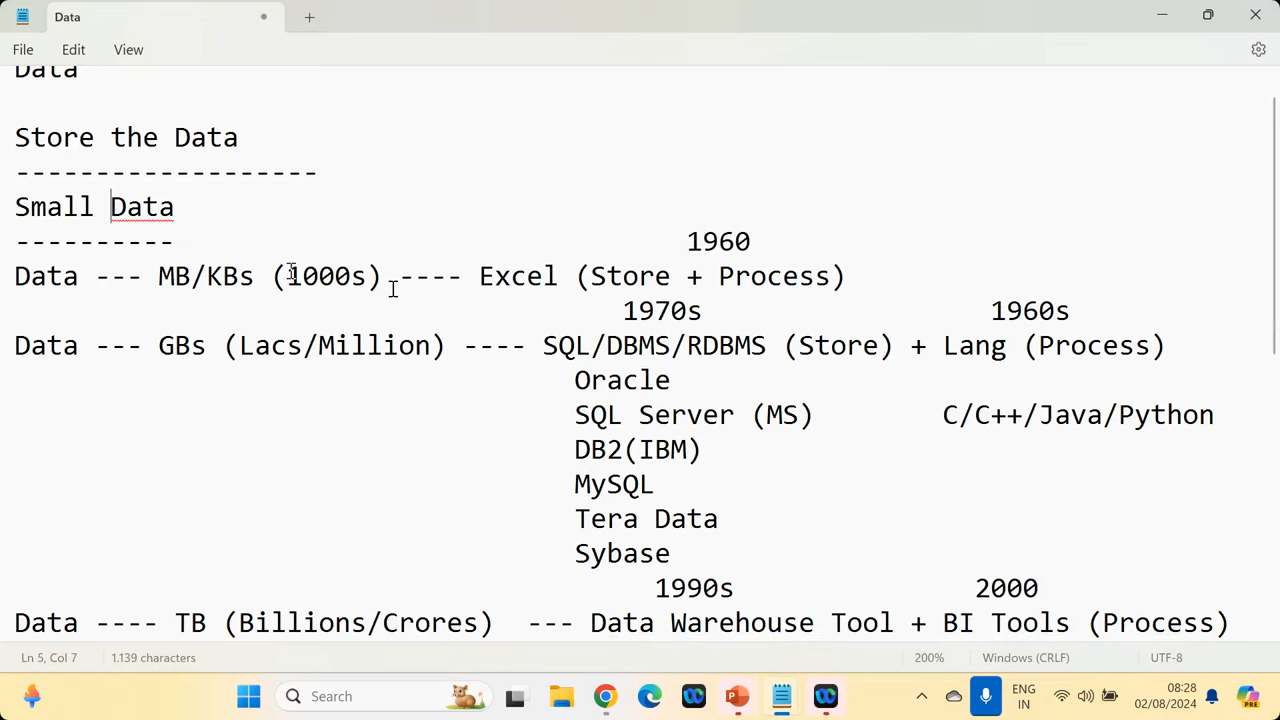 Data
File Edit View
Data
Store the Data
-------------------
Small Data
----------
1960
Data --- MB/KBs (1000s) ---- Excel (Store + Process)
1970s 1960s
Data --- GBs (Lacs/Million) ---- SQL/DBMS/RDBMS (Store) + Lang (Process)
Oracle
SQL Server (MS) C/C++/Java/Python
DB2(IBM)
MySQL
Tera Data
Sybase
1990s 2000
Data ---- TB (Billions/Crores) --- Data Warehouse Tool + BI Tools (Process)
Ln 5, Col 7 1.139 characters 200% Windows (CRLF) UTF-8
Search ENG 08:28
IN 02/08/2024 PRE